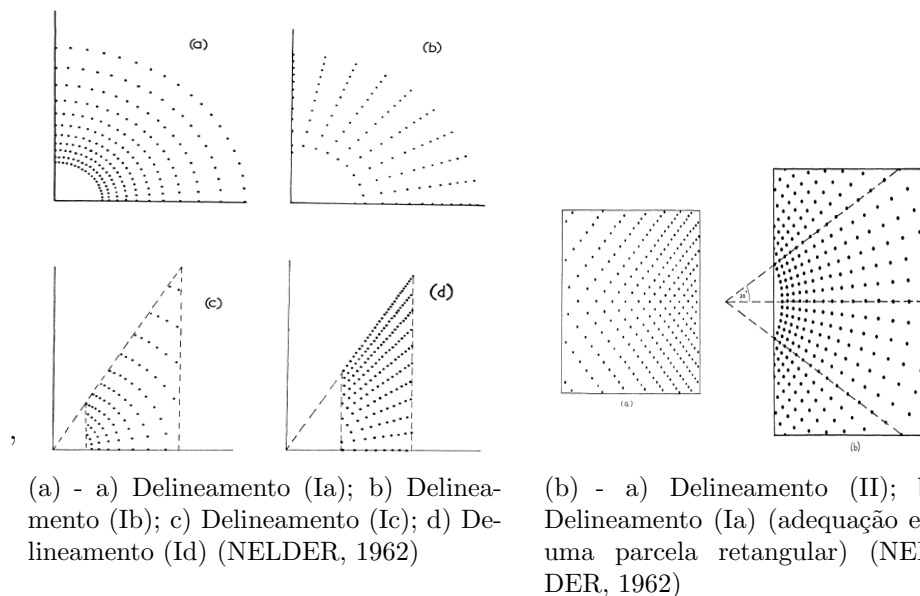 (a)
(b)
(c)
(d)
(a)
(b)
,
(a) - a) Delineamento (Ia); b) Delinea-
mento (Ib); c) Delineamento (Ic); d) De-
lineamento (Id) (NELDER, 1962)
(b) - a) Delineamento (II);
Delineamento (Ia) (adequação
uma parcela retangular) (NEL
DER, 1962)